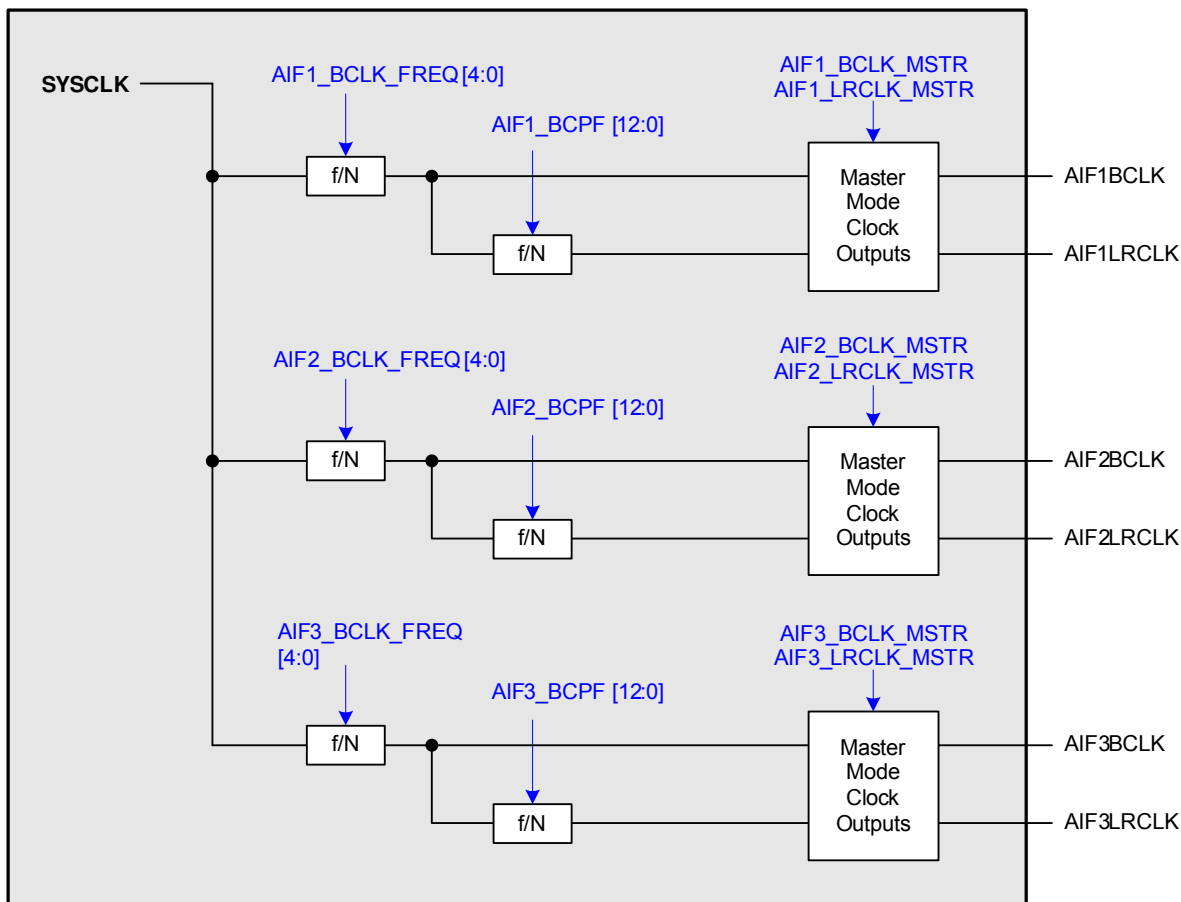 SYSCLK
AIF1_BCLK_FREQ [4:0]
AIF1_BCPF [12:0]
AIF1_BCLK_MSTR
AIF1_LRCLK_MSTR
f/N
f/N
Master
Mode
Clock
Outputs
AIF1BCLK
AIF1LRCLK
AIF2_BCLK_FREQ [4:0]
AIF2_BCPF [12:0]
AIF2_BCLK_MSTR
AIF2_LRCLK_MSTR
f/N
f/N
Master
Mode
Clock
Outputs
AIF2BCLK
AIF2LRCLK
AIF3_BCLK_FREQ
[4:0]
AIF3_BCPF [12:0]
AIF3_BCLK_MSTR
AIF3_LRCLK_MSTR
f/N
f/N
Master
Mode
Clock
Outputs
AIF3BCLK
AIF3LRCLK